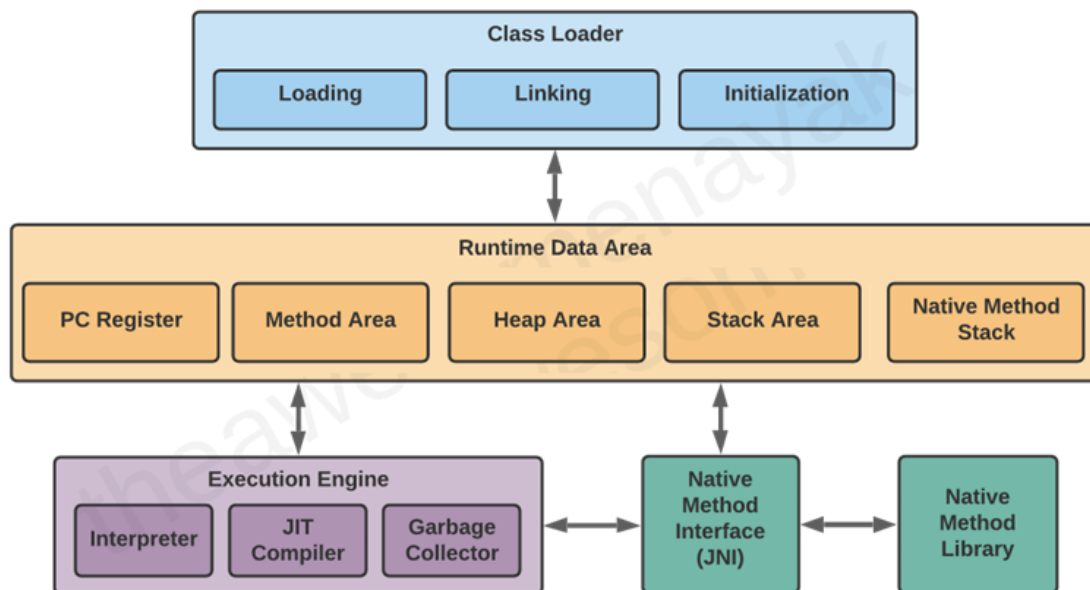 Class Loader
Loading
Linking
Initialization
Runtime Data Area
PC Register
Method Area
Heap Area
Stack Area
Native Method
Stack
Execution Engine
Interpreter
JIT
Compiler
Garbage
Collector
Native
Method
Interface
(JNI)
Native
Method
Library